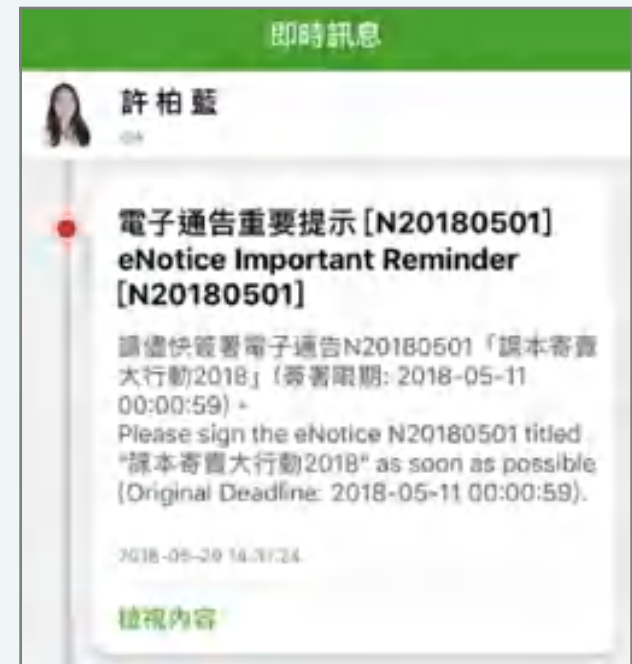 即時訊息
許柏藍
電子通告重要提示 [N20180501]
eNotice Important Reminder
[N20180501]
請儘快簽署電子通告N20180501「課本寄賣
大行動2018」(簽署限期: 2018-05-11
00:00:59)。
Please sign the eNotice N20180501 titled
"課本寄賣大行動2018" as soon as possible
(Original Deadline: 2018-05-11 00:00:59).
檢視內容